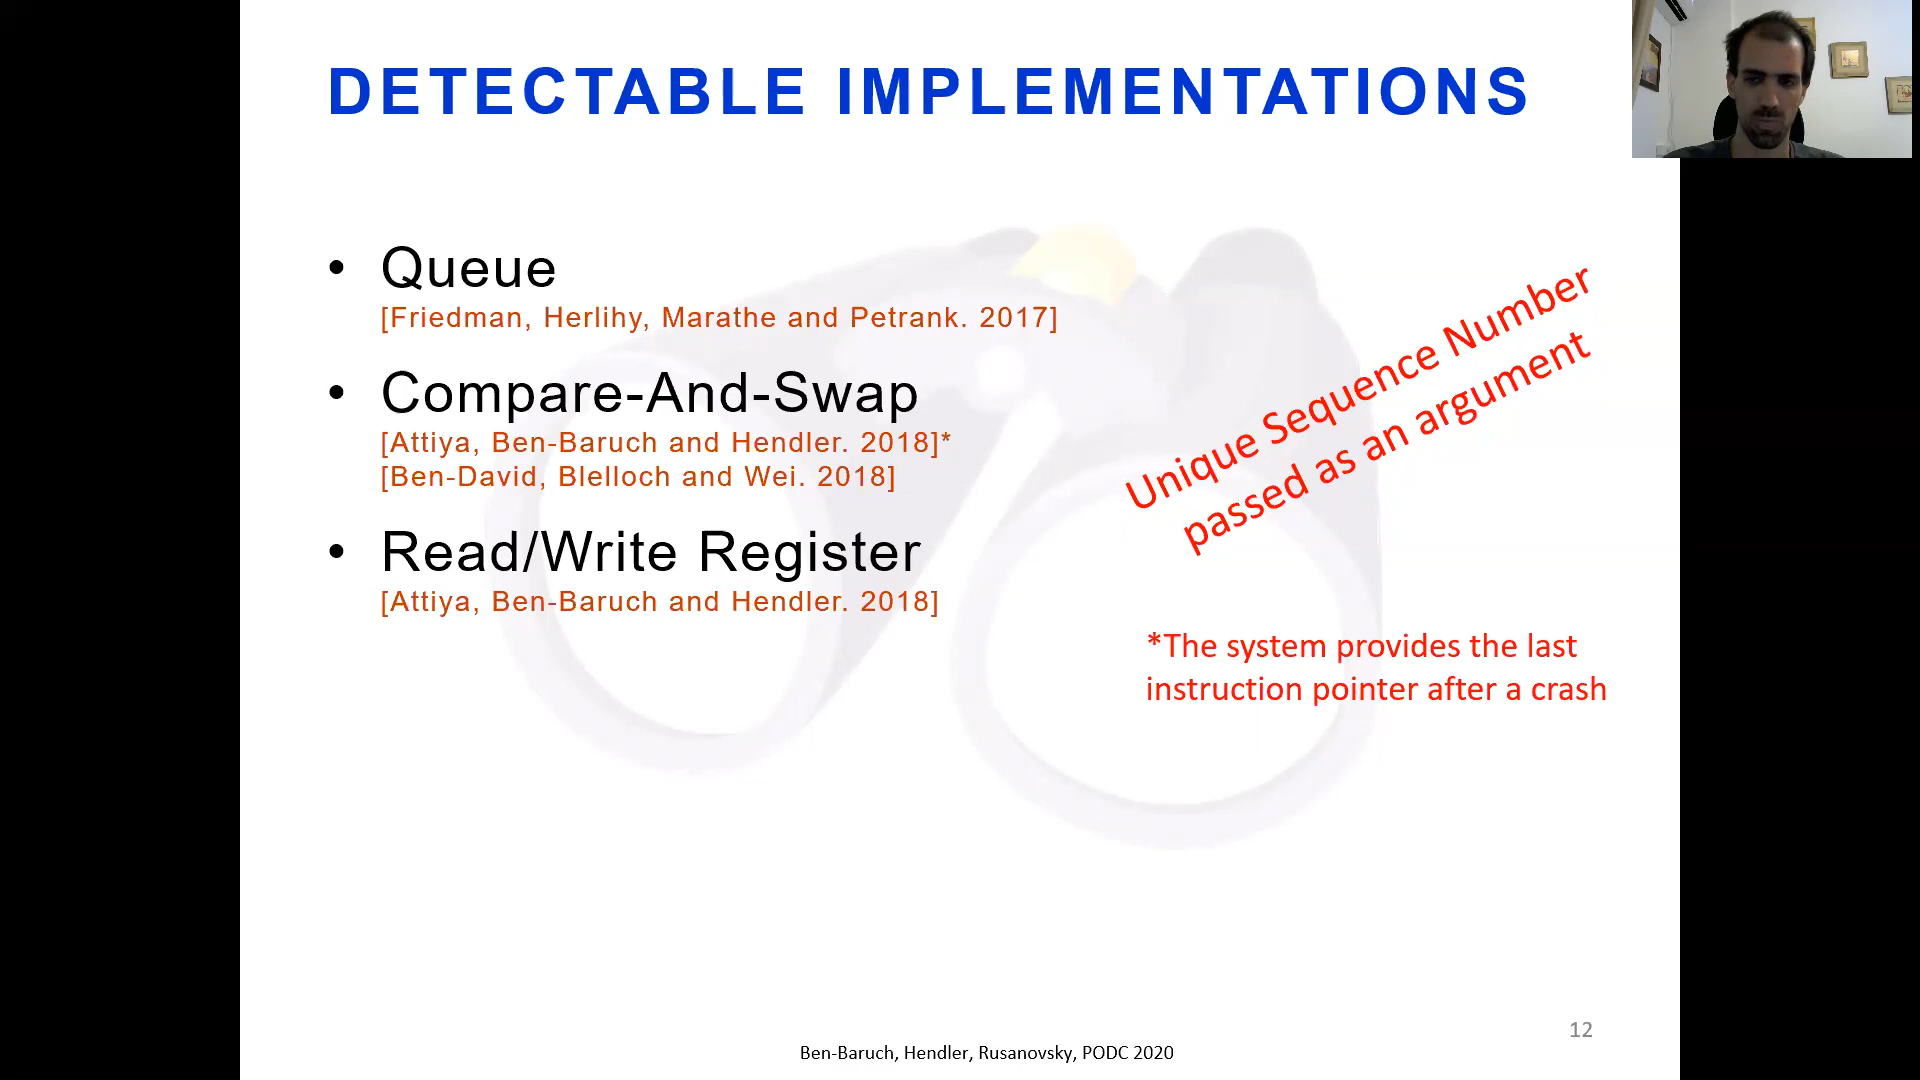 DETECTABLE IMPLEMENTATIONS
• Queue
[Friedman, Herlihy, Marathe and Petrank. 2017]
• Compare-And-Swap
[Attiya, Ben-Baruch and Hendler. 2018]*
[Ben-David, Blelloch and Wei. 2018]
• Read/Write Register
[Attiya, Ben-Baruch and Hendler. 2018]
Unique Sequence Number
passed as an argument
*The system provides the last
instruction pointer after a crash
12
Ben-Baruch, Hendler, Rusanovsky, PODC 2020